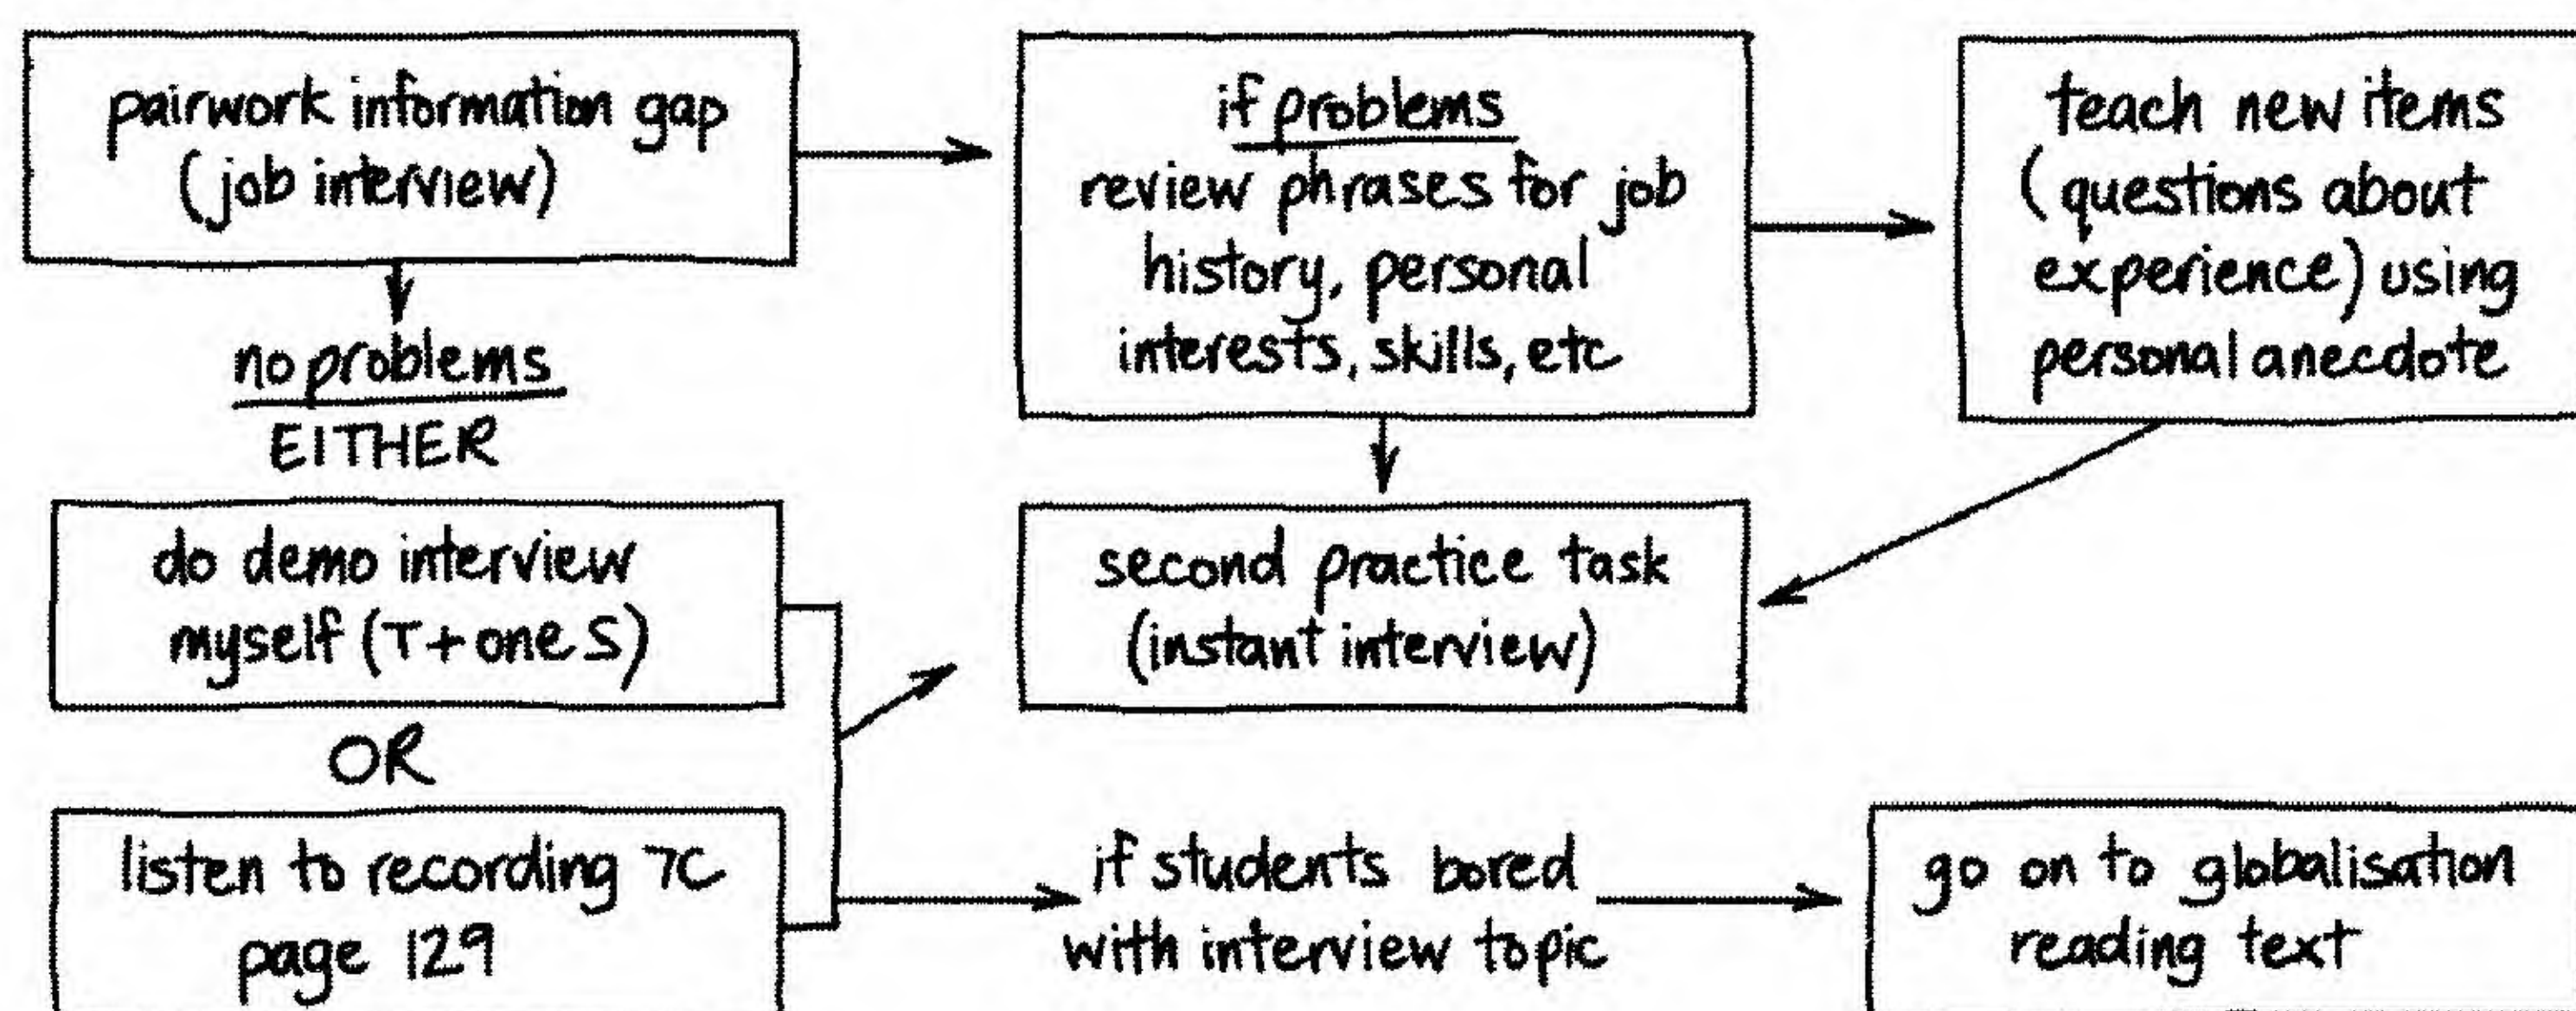 pairwork information gap
(job interview)
if problems
review phrases for job
history, personal
interests, skills, etc
teach new items
(questions about
experience) using
personal anecdote
no problems
EITHER
do demo interview
myself (T+one S)
second practice task
(instant interview)
OR
listen to recording 7C
page 129
if students bored
with interview topic
go on to globalisation
reading text